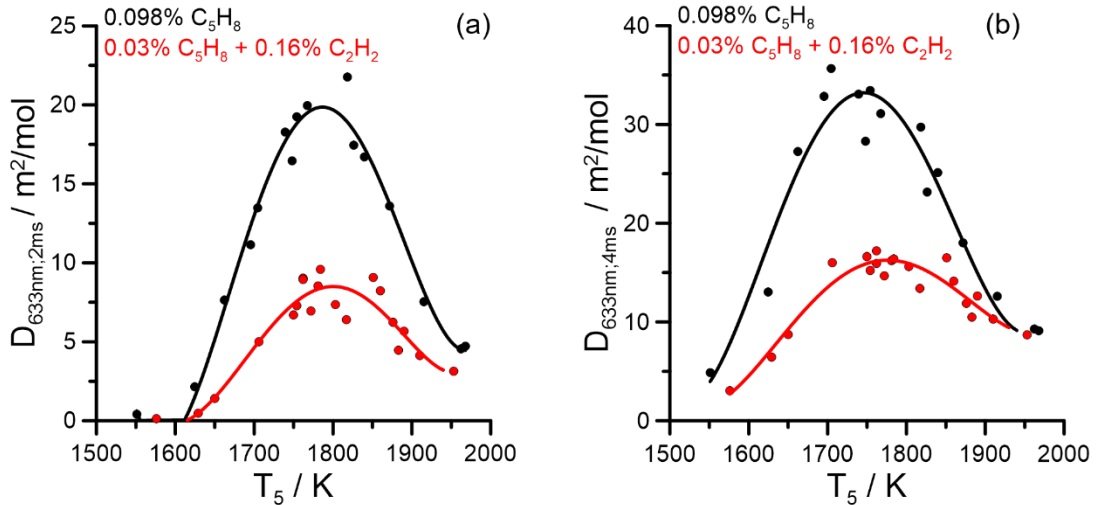 0.098% C₅H₈
0.03% C₅H₈ + 0.16% C₂H₂
(a)
D₆₃₃ₙₘ;₂ₘₛ / m²/mol
25
20
15
10
5
0
1500 1600 1700 1800 1900 2000
T₅ / K
0.098% C₅H₈
0.03% C₅H₈ + 0.16% C₂H₂
(b)
D₆₃₃ₙₘ;₄ₘₛ / m²/mol
40
30
20
10
0
1500 1600 1700 1800 1900 2000
T₅ / K